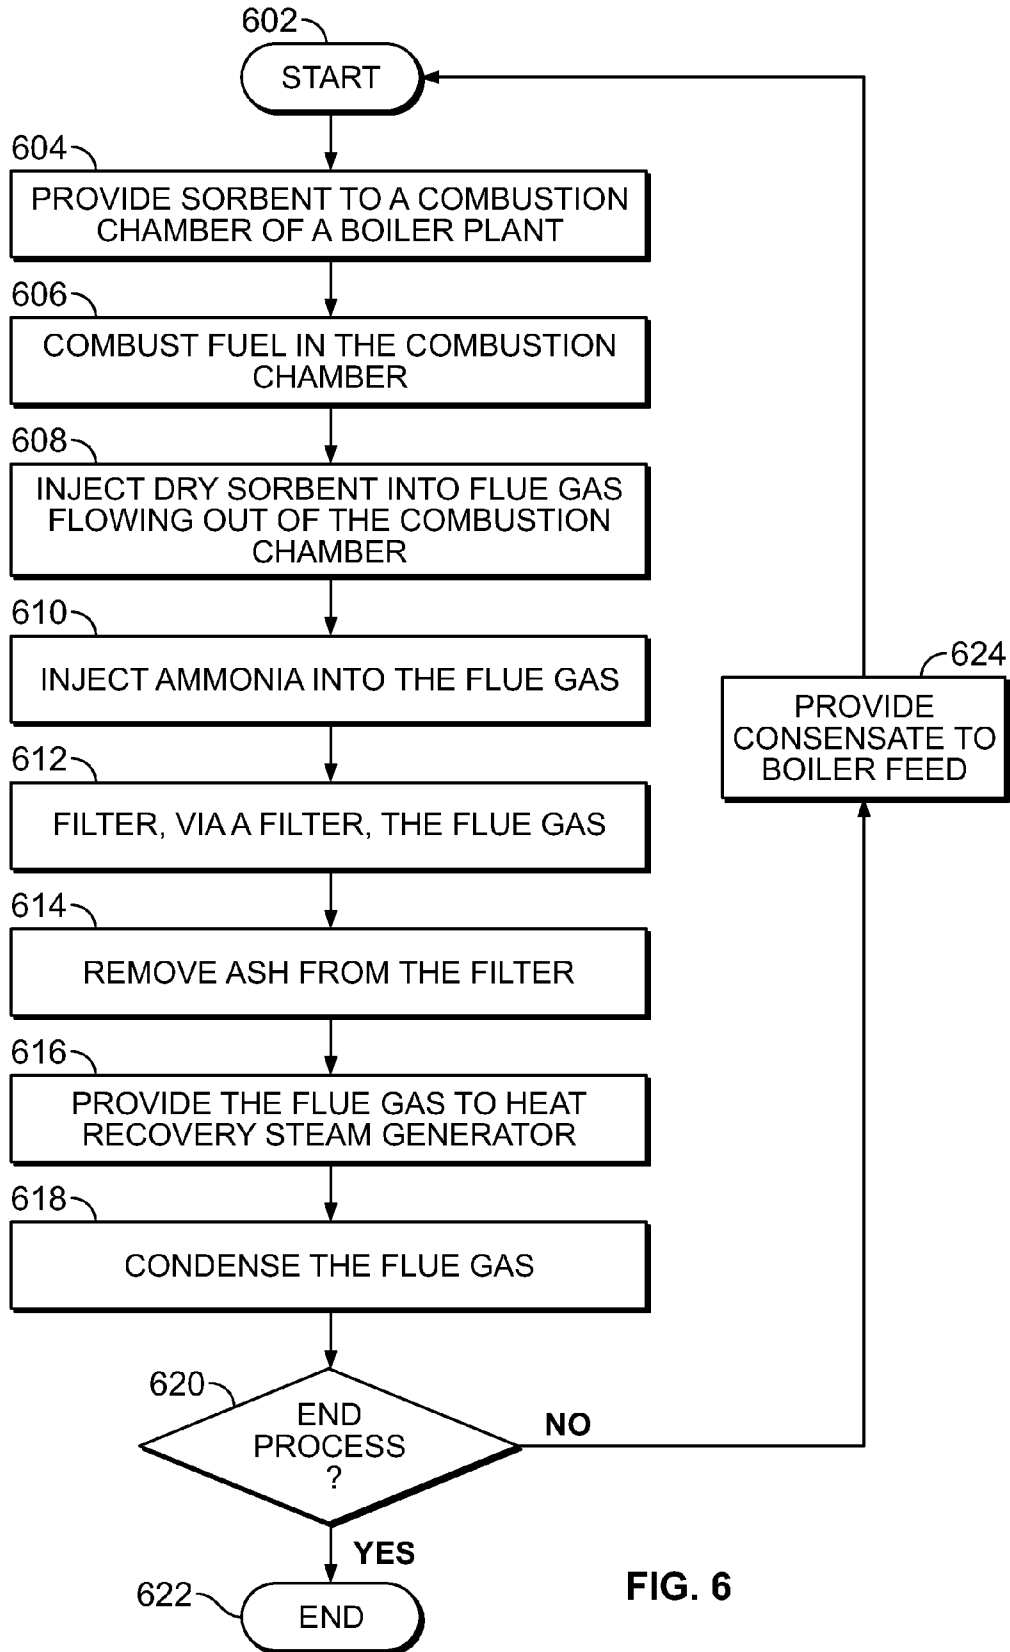 602
START
604
PROVIDE SORBENT TO A COMBUSTION
CHAMBER OF A BOILER PLANT
606
COMBUST FUEL IN THE COMBUSTION
CHAMBER
608
INJECT DRY SORBENT INTO FLUE GAS
FLOWING OUT OF THE COMBUSTION
CHAMBER
610
INJECT AMMONIA INTO THE FLUE GAS
612
FILTER, VIA A FILTER, THE FLUE GAS
614
REMOVE ASH FROM THE FILTER
616
PROVIDE THE FLUE GAS TO HEAT
RECOVERY STEAM GENERATOR
618
CONDENSE THE FLUE GAS
620
END
PROCESS
?
NO
624
PROVIDE
CONSENSATE TO
BOILER FEED
YES
622
END
FIG. 6